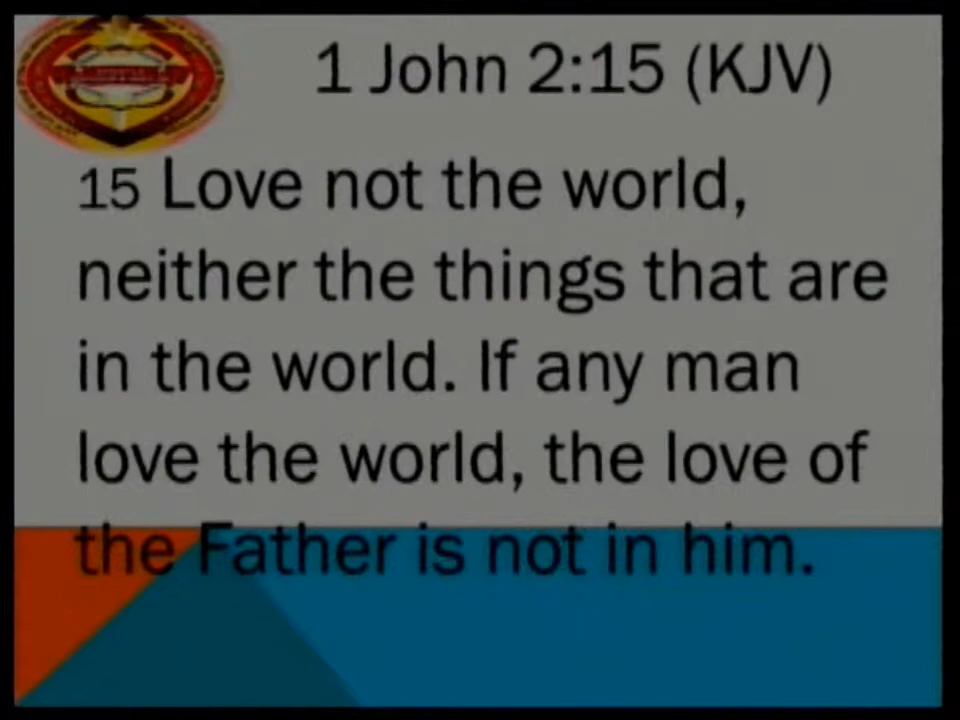 1 John 2:15 (KJV)
15 Love not the world,
neither the things that are
in the world. If any man
love the world, the love of
the Father is not in him.